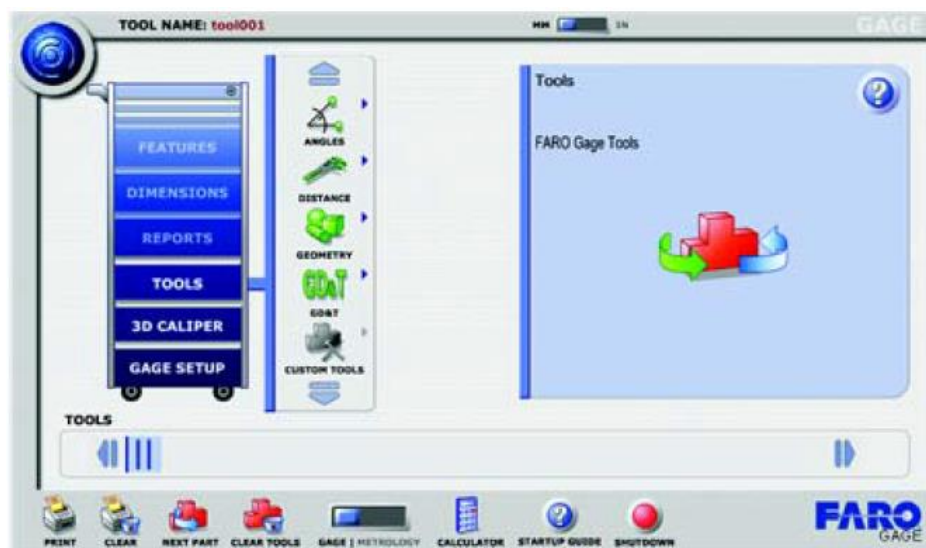 TOOL NAME: tool001
MM IN
GAGE
FEATURES
DIMENSIONS
REPORTS
TOOLS
3D CALIPER
GAGE SETUP
ANGLES
DISTANCE
GEOMETRY
GD&T
GD&T
CUSTOM TOOLS
Tools
?
FARO Gage Tools
TOOLS
PRINT
CLEAR
NEXT PART
CLEAR TOOLS
GAGE | METROLOGY
CALCULATOR
?
STARTUP GUIDE
SHUTDOWN
FARO
GAGE